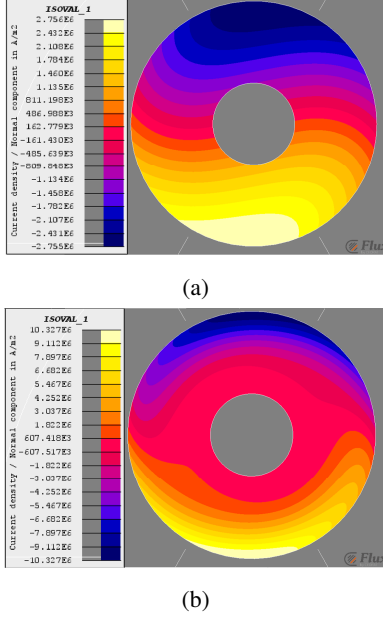 ISOVAL_1
Current density / Normal component in A/m2
2.756E6
2.432E6
2.108E6
1.784E6
1.460E6
1.135E6
811.198E3
486.988E3
162.779E3
-161.430E3
-485.639E3
-809.848E3
-1.134E6
-1.458E6
-1.782E6
-2.107E6
-2.431E6
-2.755E6
Flux
(a)
ISOVAL_1
Current density / Normal component in A/m2
10.327E6
9.112E6
7.897E6
6.682E6
5.467E6
4.252E6
3.037E6
1.822E6
607.418E3
-607.517E3
-1.822E6
-3.037E6
-4.252E6
-5.467E6
-6.682E6
-7.897E6
-9.112E6
-10.327E6
Flux
(b)